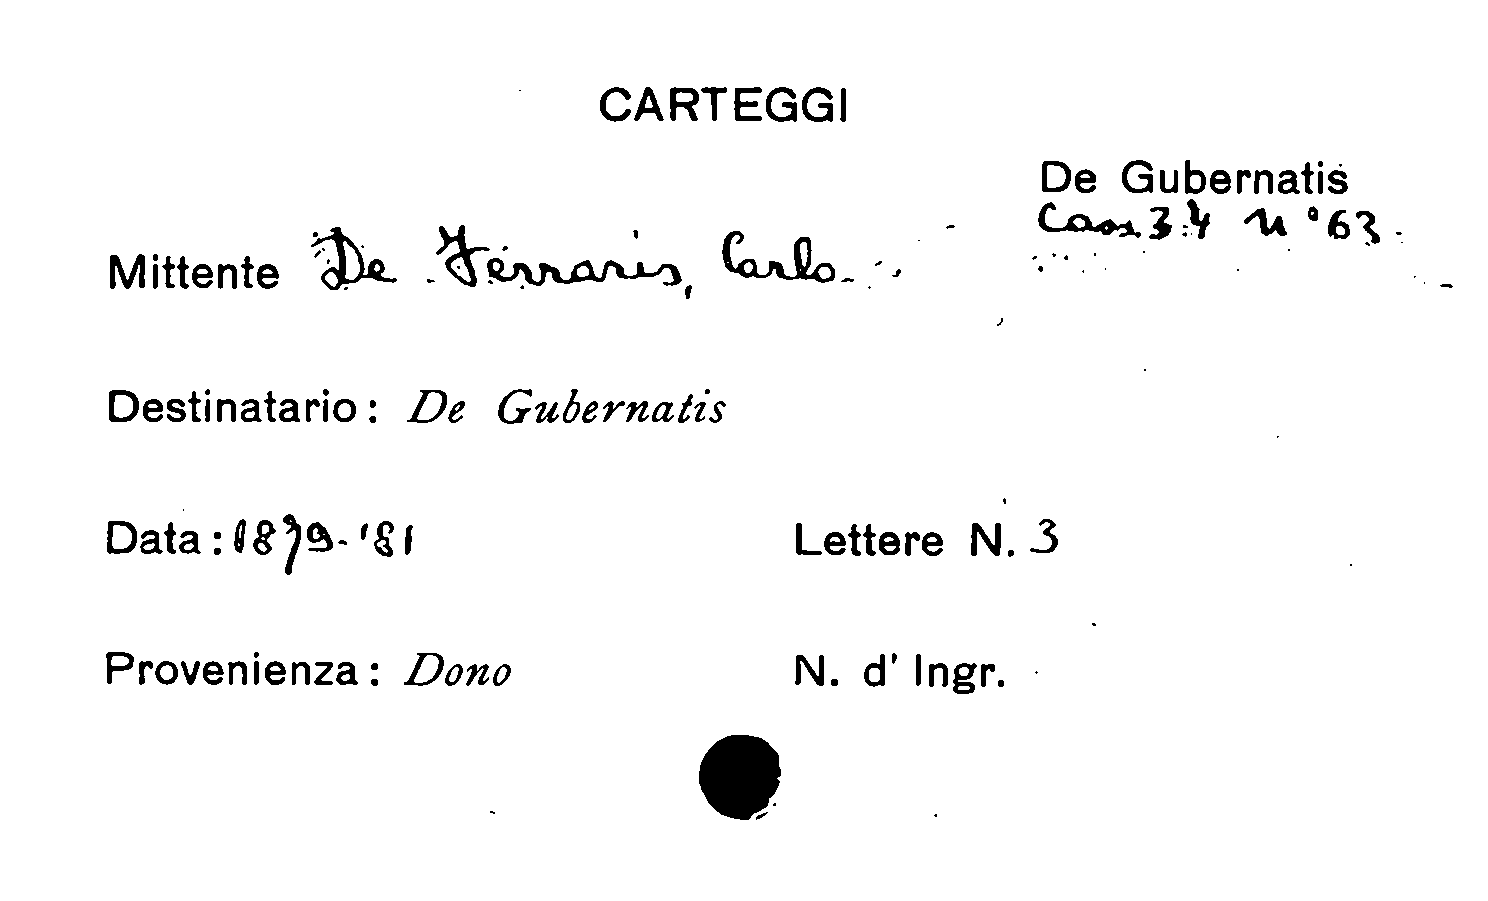 CARTEGGI
De Gubernatis
Cass. 34 N° 63.
Mittente De Ferraris, Carlo.
Destinatario: De Gubernatis
Data: 1879-'81 Lettere N. 3
Provenienza: Dono N. d' Ingr.